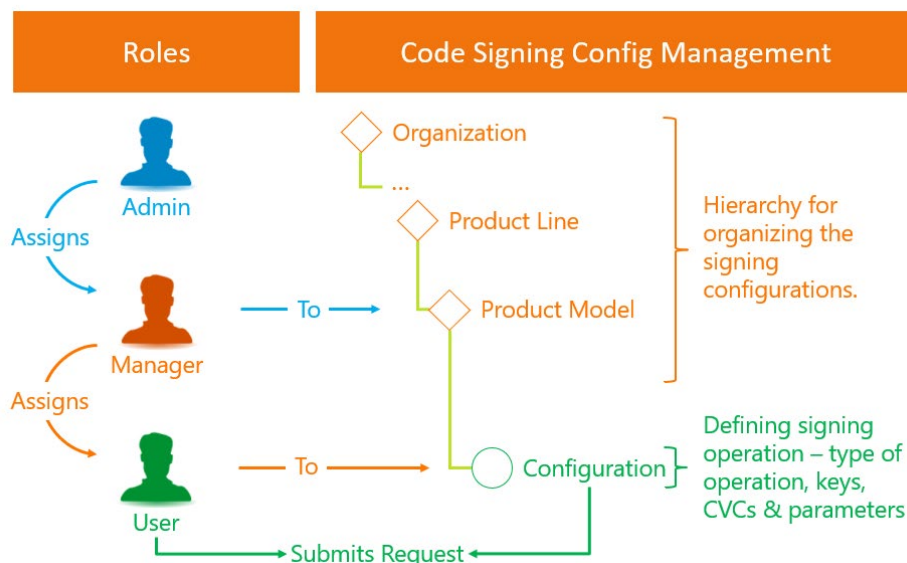 Roles
Code Signing Config Management
Admin
Assigns
Manager
Assigns
User
To
To
Organization
...
Product Line
Product Model
Configuration
Submits Request
Hierarchy for
organizing the
signing
configurations.
Defining signing
operation – type of
operation, keys,
CVCs & parameters